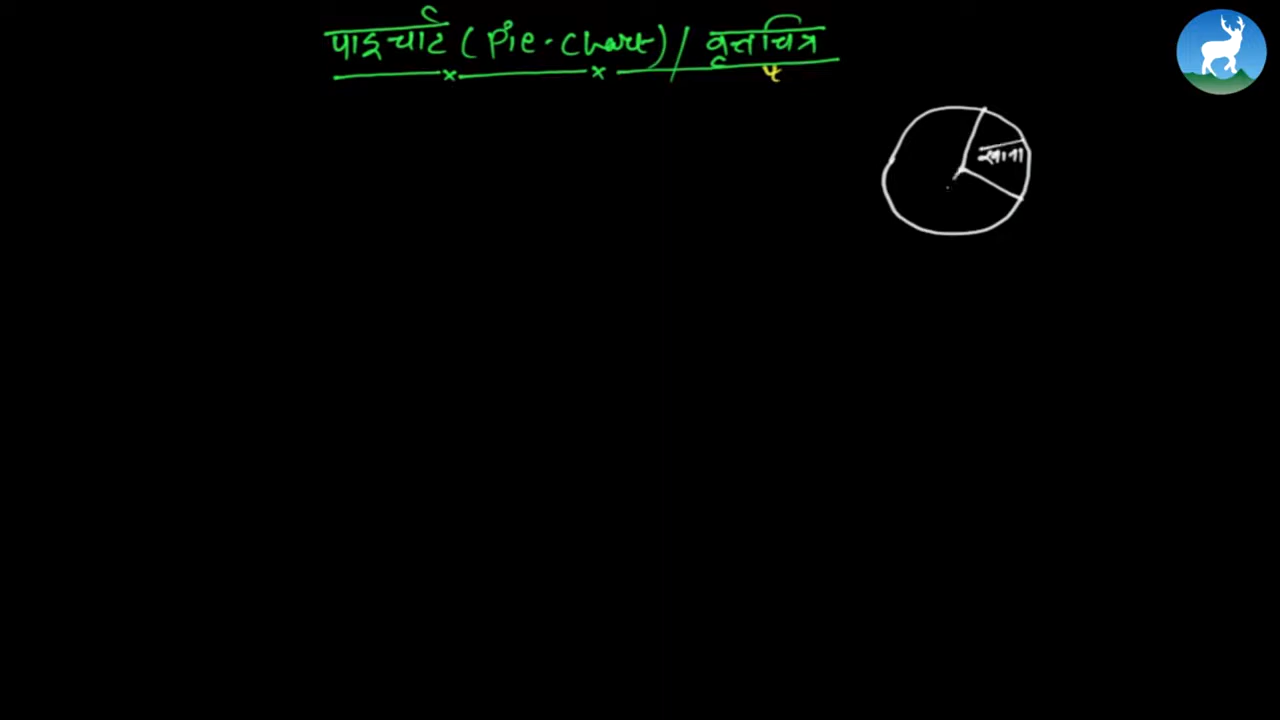 पाइचार्ट ( Pie - Chart ) / वृत्तचित्र
खाना